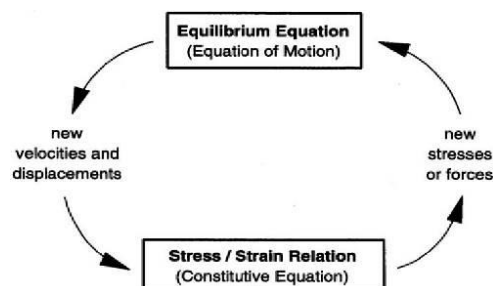 Equilibrium Equation
(Equation of Motion)
new
velocities and
displacements
new
stresses
or forces
Stress / Strain Relation
(Constitutive Equation)